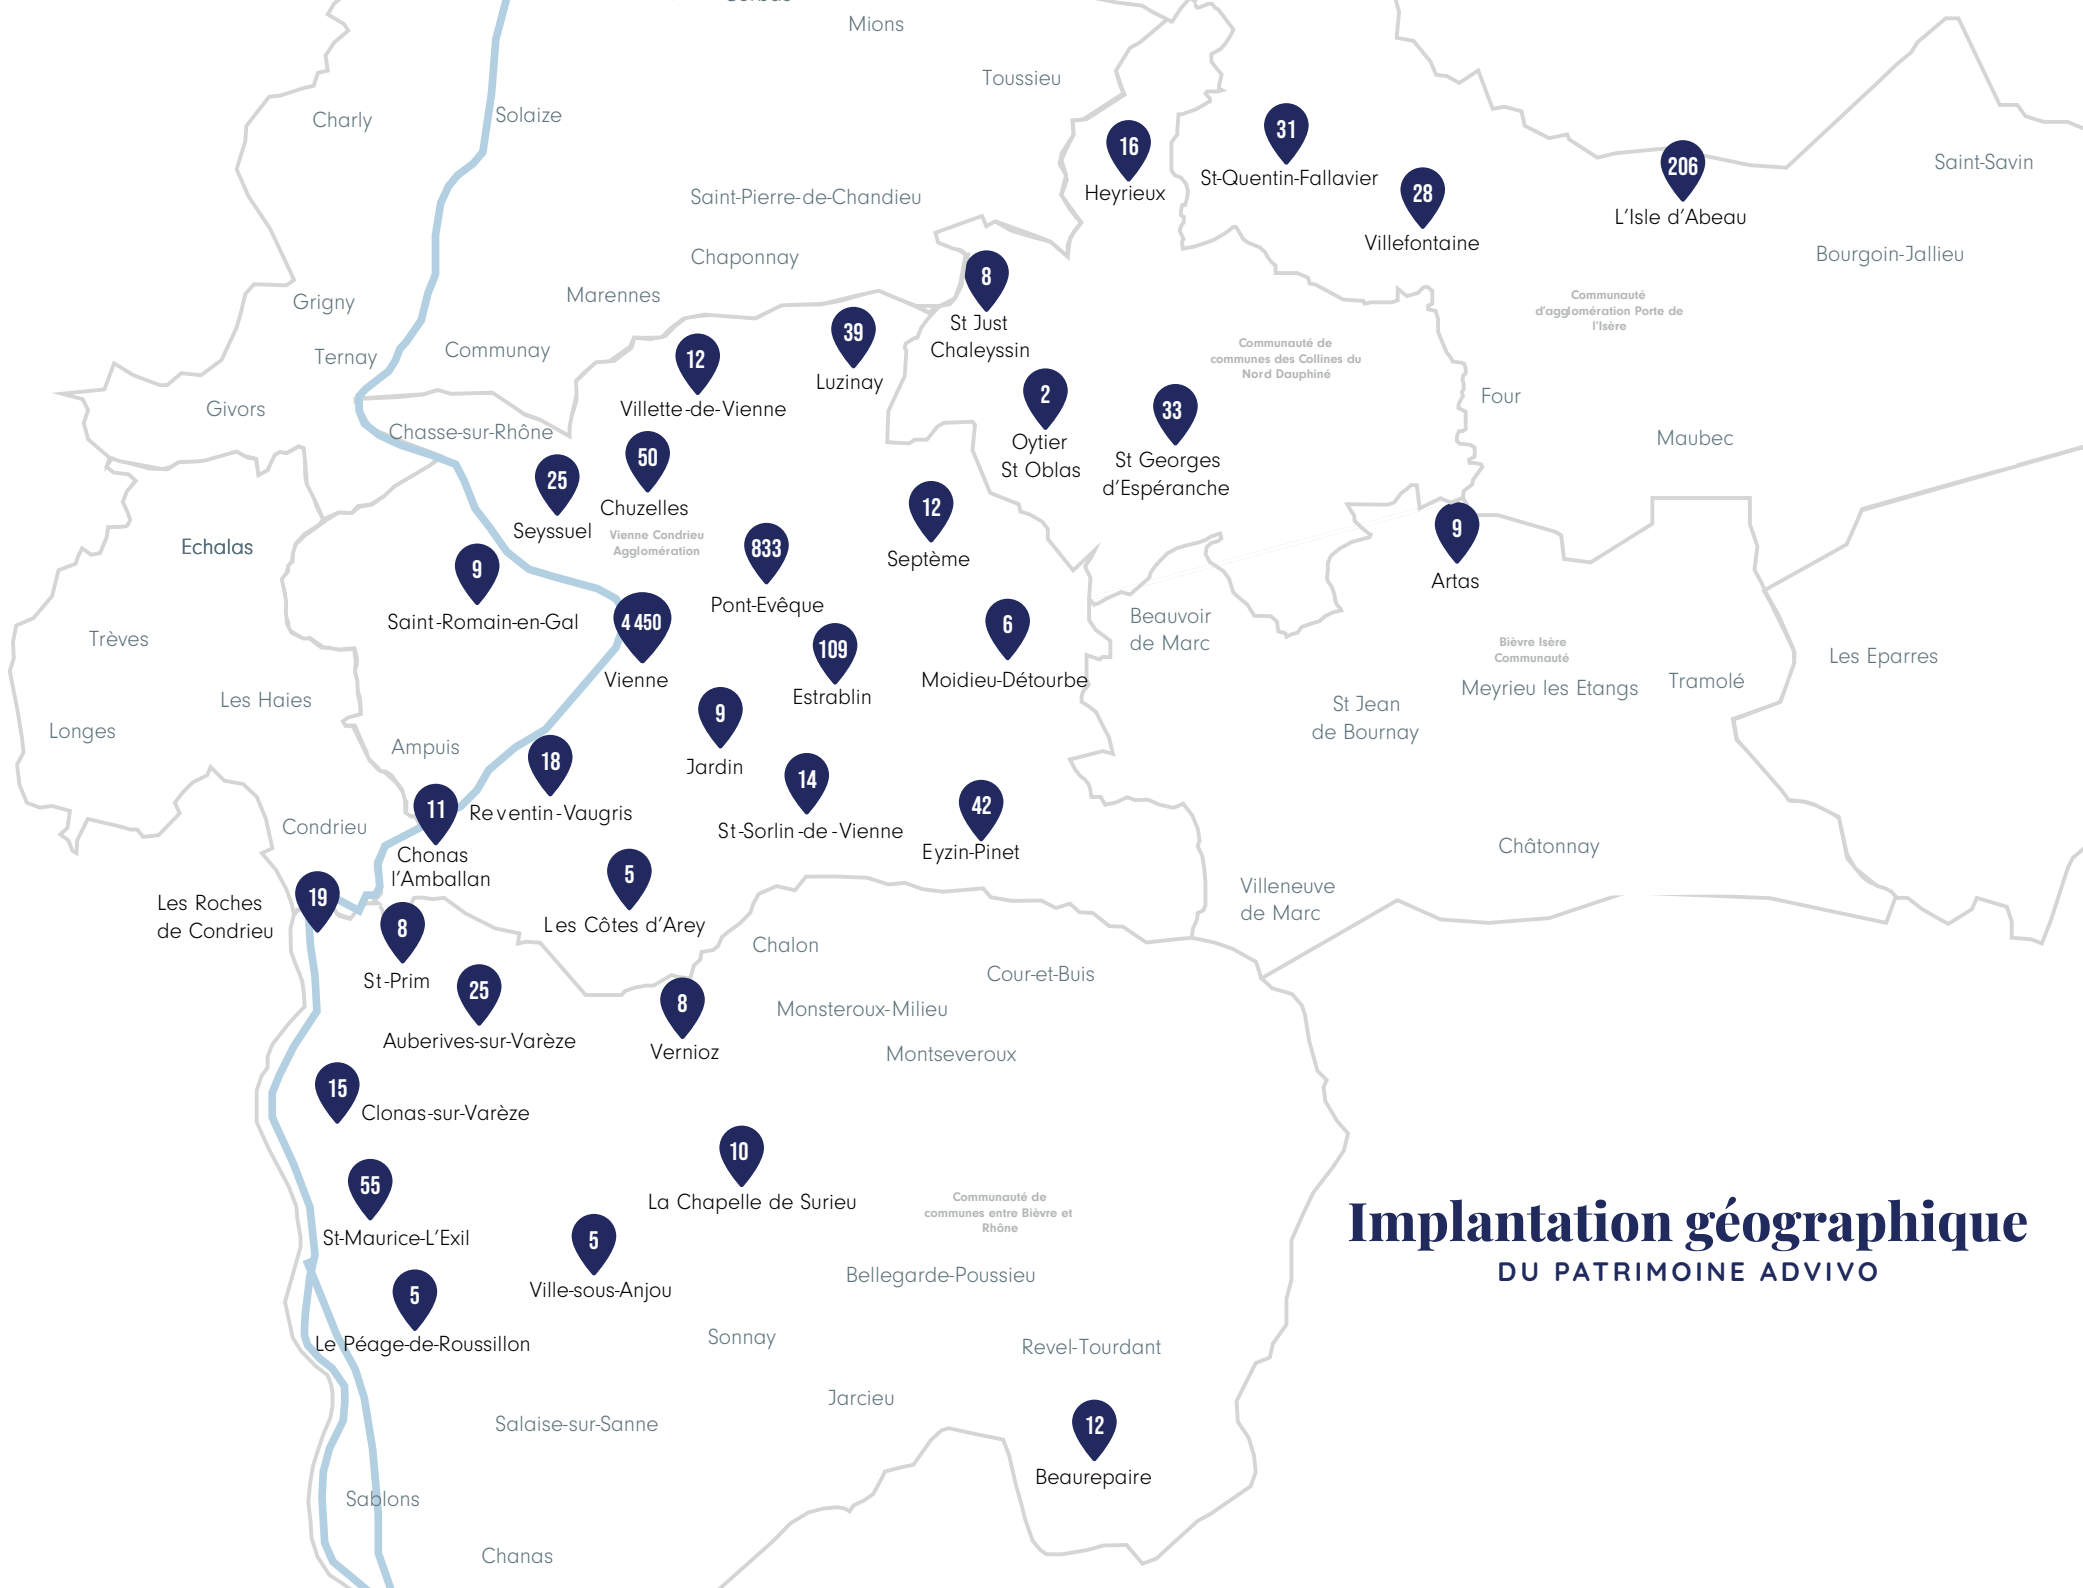 Mions
Toussieu
Charly
Solaize
16
Heyrieux
31
St-Quentin-Fallavier
28
Villefontaine
206
L'Isle d'Abeau
Saint-Savin
Bourgoin-Jallieu
Saint-Pierre-de-Chandieu
Chaponnay
Marennes
Grigny
Ternay
Communay
Givors
Chasse-sur-Rhône
8
St Just
Chaleyssin
39
Luzinay
12
Villette-de-Vienne
Communauté
d'agglomération Porte de
l'Isère
Communauté de
communes des Collines du
Nord Dauphiné
2
Oytier
St Oblas
33
St Georges
d'Espéranche
Four
Maubec
50
Chuzelles
25
Seyssuel
Vienne Condrieu
Agglomération
12
Septème
833
Pont-Evêque
9
Artas
Echalas
9
Saint-Romain-en-Gal
4 450
Vienne
109
Estrablin
6
Moidieu-Détourbe
Beauvoir
de Marc
Trèves
Les Haies
Longes
Bièvre Isère
Communauté
Meyrieu les Etangs
Tramolé
Les Eparres
St Jean
de Bournay
9
Jardin
Ampuis
18
Reventin-Vaugris
14
St-Sorlin-de-Vienne
42
Eyzin-Pinet
11
Chonas
l'Amballan
Condrieu
Châtonnay
Villeneuve
de Marc
5
Les Côtes d'Arey
19
Les Roches
de Condrieu
8
St-Prim
25
Auberives-sur-Varèze
8
Vernioz
Chalon
Cour-et-Buis
Monsteroux-Milieu
Montseveroux
15
Clonas-sur-Varèze
10
La Chapelle de Surieu
55
St-Maurice-L'Exil
5
Ville-sous-Anjou
Communauté de
communes entre Bièvre et
Rhône
5
Le Péage-de-Roussillon
Bellegarde-Poussieu
Sonnay
Revel-Tourdant
Jarcieu
Salaise-sur-Sanne
12
Beaurepaire
Sablons
Chanas
Implantation géographique
DU PATRIMOINE ADVIVO